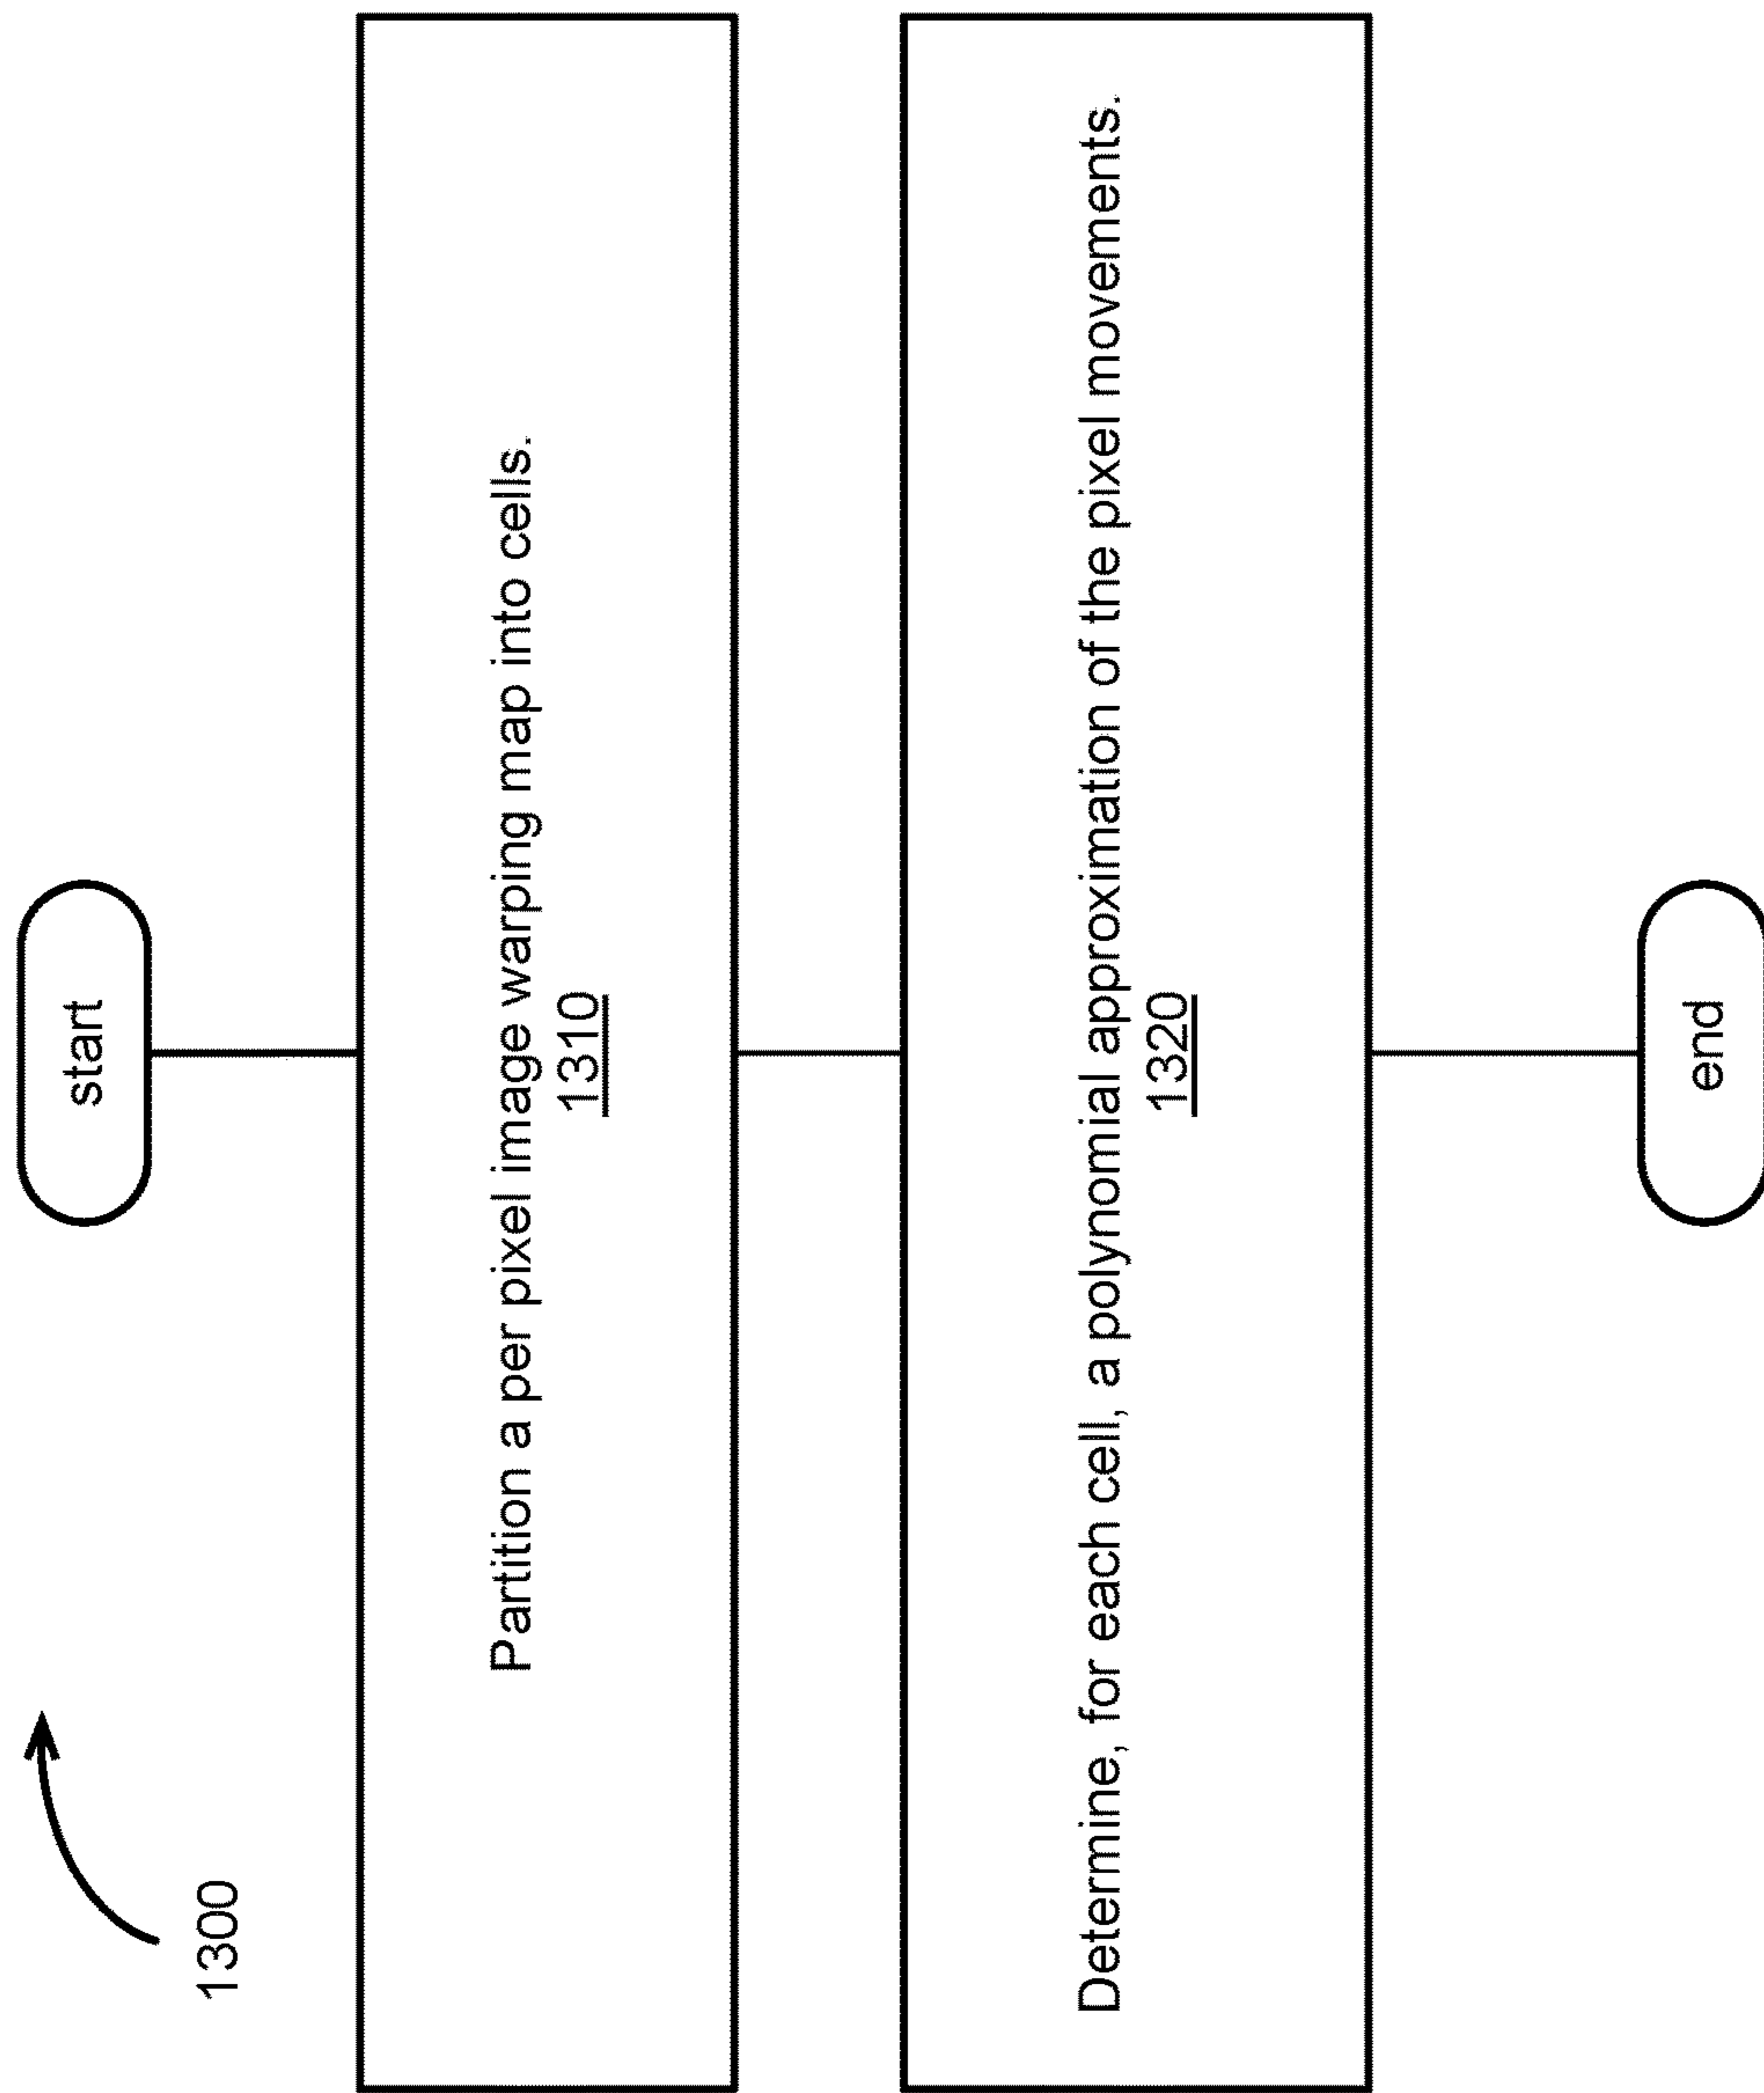 1300
start
Partition a per pixel image warping map into cells.
1310
Determine, for each cell, a polynomial approximation of the pixel movements.
1320
end